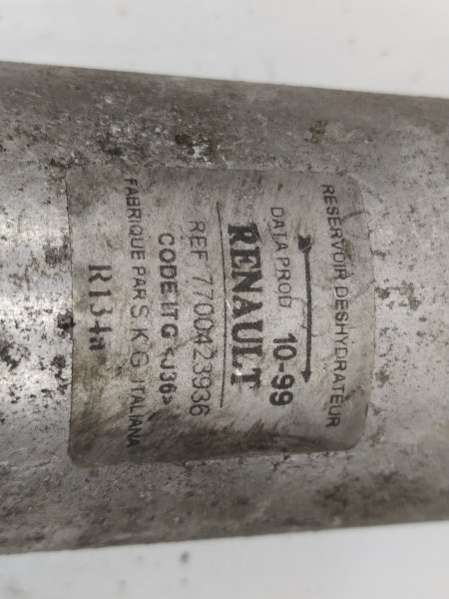 RESERVOIR DESHYDRATEUR
DATA PROD 10-99
RENAULT
REF 7700423936
CODE ITG <J36>
FABRIQUE PAR S.K.G. ITALIANA
R134a